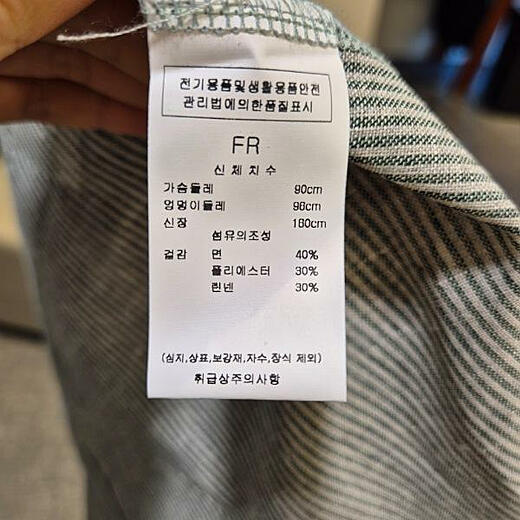 전기용품및생활용품안전
관리법에의한품질표시
FR
신체치수
가슴둘레 90cm
엉덩이둘레 96cm
신장 160cm
섬유의조성
겉감 면 40%
폴리에스터 30%
린넨 30%
(심지,상표,보강재,자수,장식 제외)
취급상주의사항